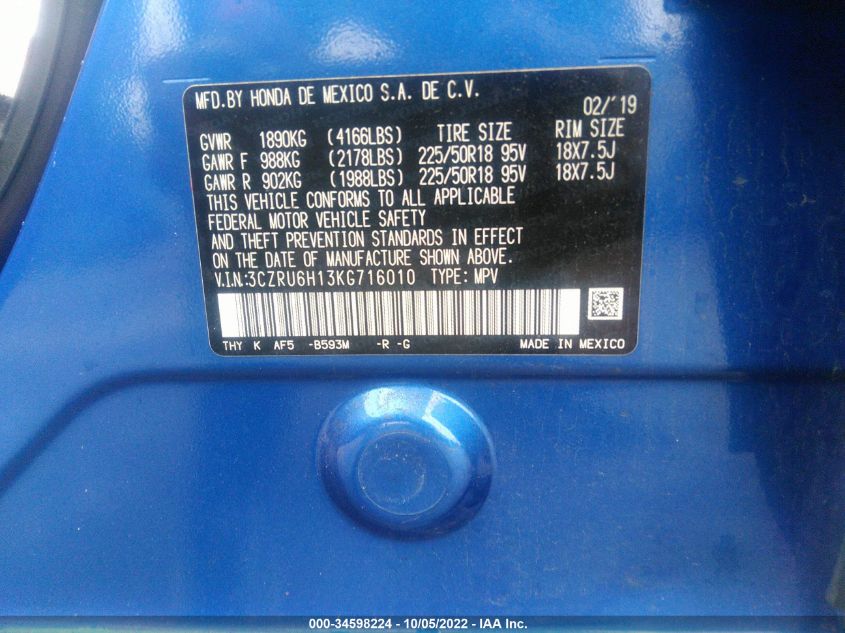 MFD.BY HONDA DE MEXICO S.A. DE C.V.
02/'19
GVWR 1890KG (4166LBS) TIRE SIZE RIM SIZE
GAWR F 988KG (2178LBS) 225/50R18 95V 18X7.5J
GAWR R 902KG (1988LBS) 225/50R18 95V 18X7.5J
THIS VEHICLE CONFORMS TO ALL APPLICABLE
FEDERAL MOTOR VEHICLE SAFETY
AND THEFT PREVENTION STANDARDS IN EFFECT
ON THE DATE OF MANUFACTURE SHOWN ABOVE.
V.I.N:3CZRU6H13KG716010 TYPE: MPV
THY K AF5 -B593M -R -G MADE IN MEXICO
000-34598224 - 10/05/2022 - IAA Inc.